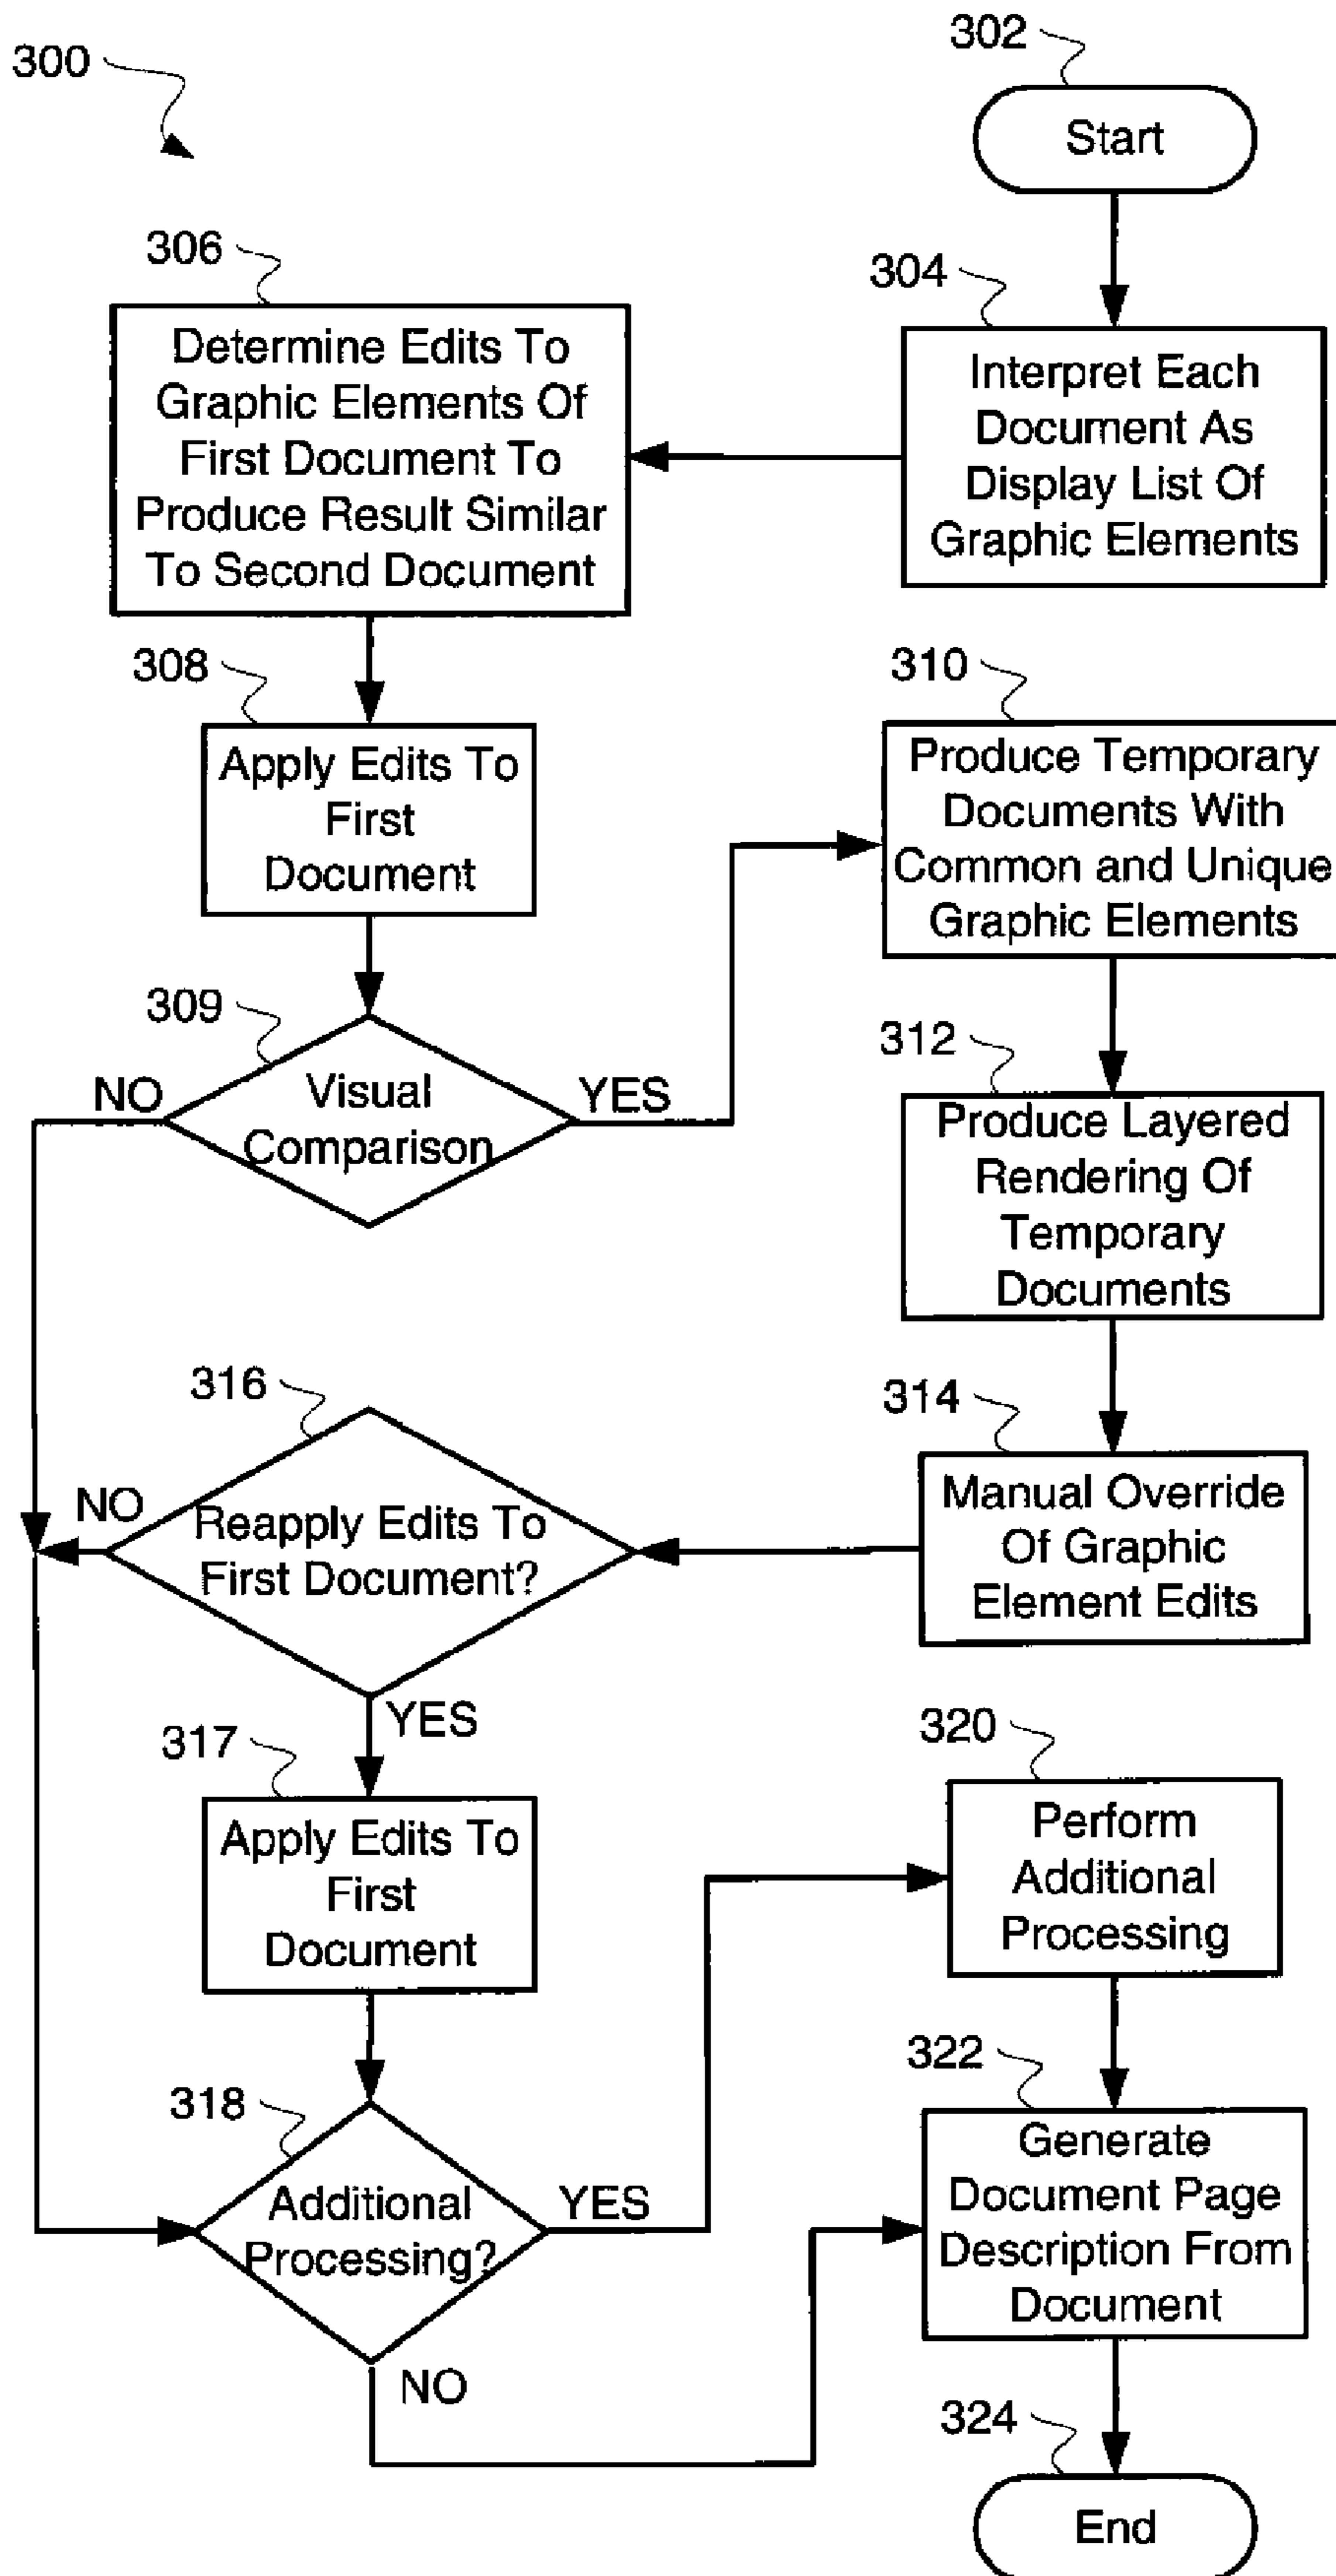 300
302
Start
304
Interpret Each
Document As
Display List Of
Graphic Elements
306
Determine Edits To
Graphic Elements Of
First Document To
Produce Result Similar
To Second Document
308
Apply Edits To
First
Document
309
Visual
Comparison
NO
YES
310
Produce Temporary
Documents With
Common and Unique
Graphic Elements
312
Produce Layered
Rendering Of
Temporary
Documents
314
Manual Override
Of Graphic
Element Edits
316
Reapply Edits To
First Document?
NO
YES
317
Apply Edits To
First
Document
318
Additional
Processing?
YES
NO
320
Perform
Additional
Processing
322
Generate
Document Page
Description From
Document
324
End